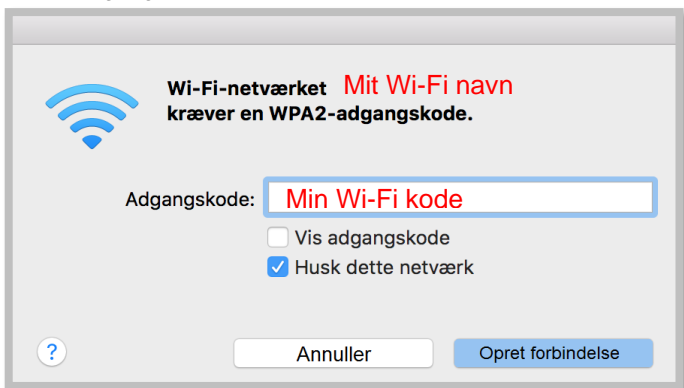 Wi-Fi-netværket Mit Wi-Fi navn
kræver en WPA2-adgangskode.
Adgangskode: Min Wi-Fi kode
Vis adgangskode
Husk dette netværk
? Annuller Opret forbindelse